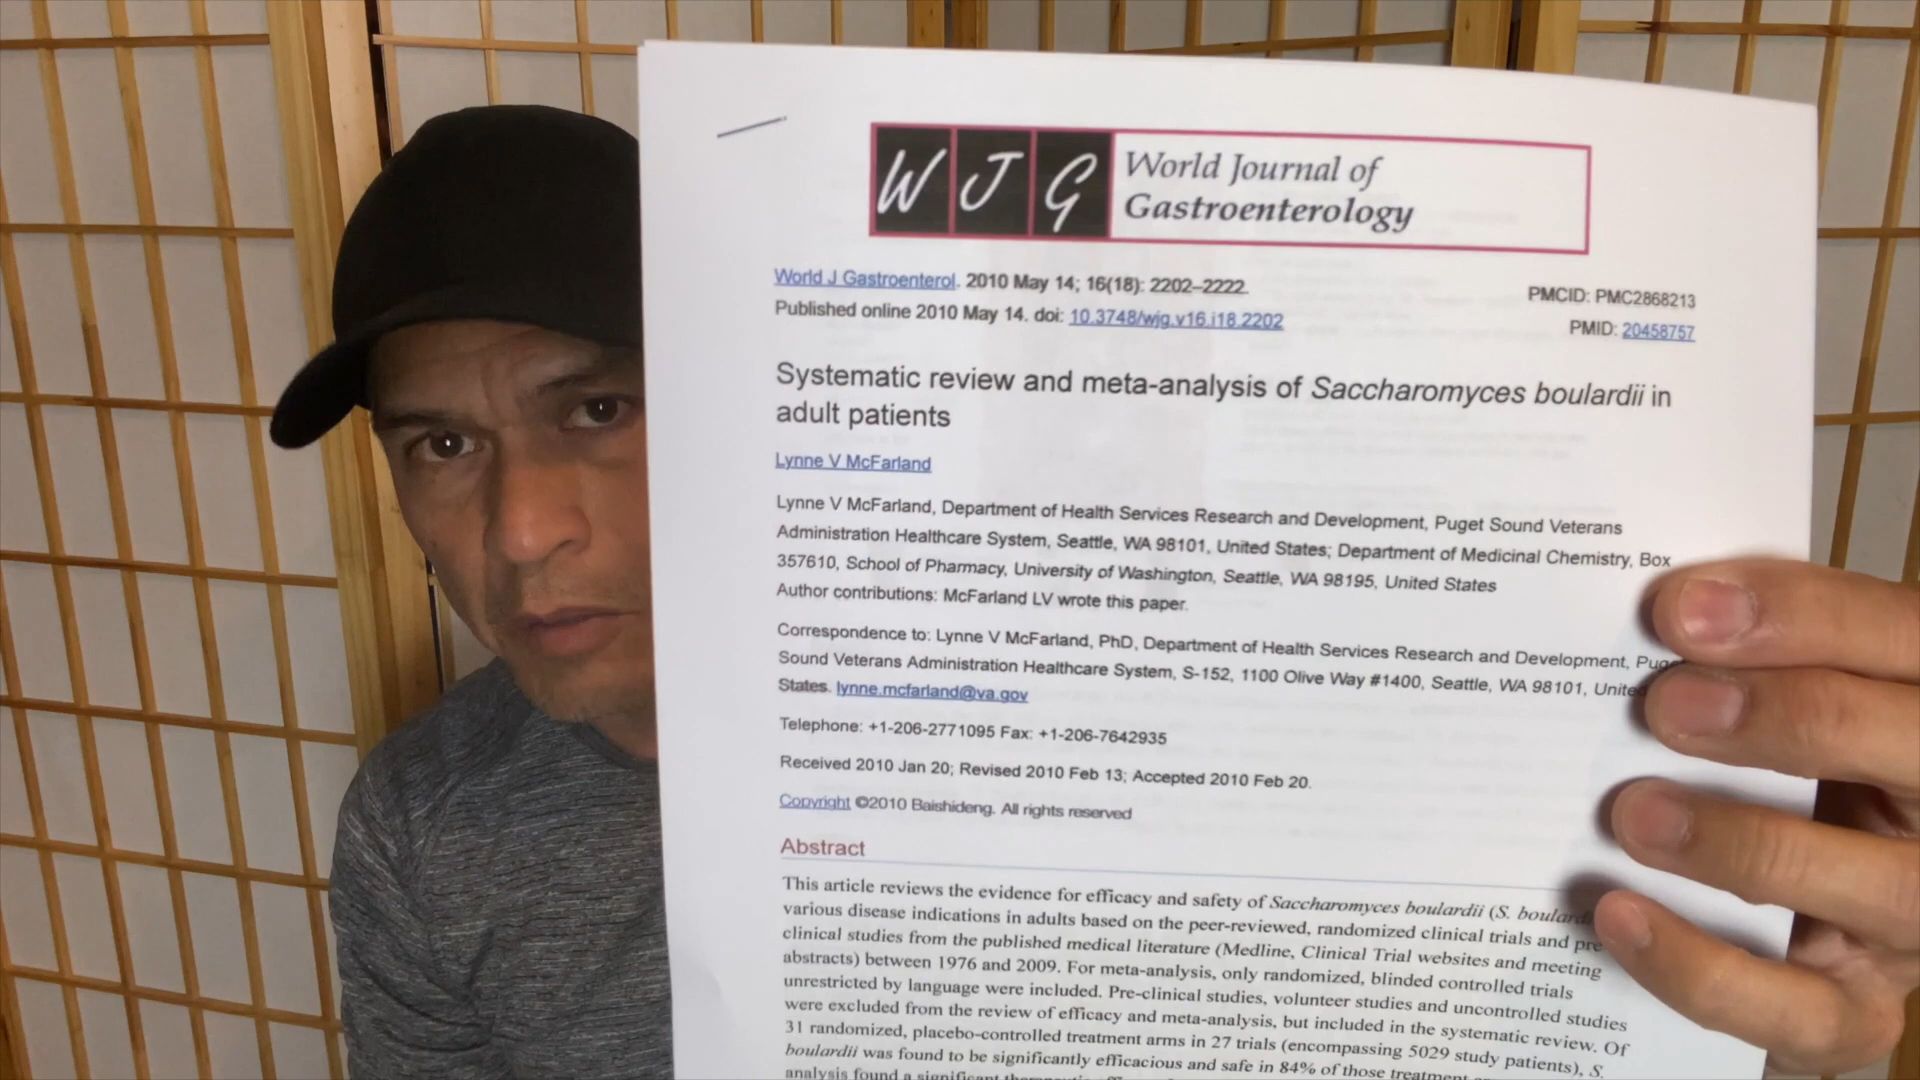 WJG World Journal of
Gastroenterology
World J Gastroenterol. 2010 May 14; 16(18): 2202–2222.
PMCID: PMC2868213
Published online 2010 May 14. doi: 10.3748/wjg.v16.i18.2202
PMID: 20458757
Systematic review and meta-analysis of Saccharomyces boulardii in
adult patients
Lynne V McFarland
Lynne V McFarland, Department of Health Services Research and Development, Puget Sound Veterans
Administration Healthcare System, Seattle, WA 98101, United States; Department of Medicinal Chemistry, Box
357610, School of Pharmacy, University of Washington, Seattle, WA 98195, United States
Author contributions: McFarland LV wrote this paper.
Correspondence to: Lynne V McFarland, PhD, Department of Health Services Research and Development,
Sound Veterans Administration Healthcare System, S-152, 1100 Olive Way #1400, Seattle, WA 98101, United
States. lynne.mcfarland@va.gov
Telephone: +1-206-2771095 Fax: +1-206-7642935
Received 2010 Jan 20; Revised 2010 Feb 13; Accepted 2010 Feb 20.
Copyright ©2010 Baishideng. All rights reserved
Abstract
This article reviews the evidence for efficacy and safety of Saccharomyces boulardii (S.
various disease indications in adults based on the peer-reviewed, randomized clinical trials and pre-
clinical studies from the published medical literature (Medline, Clinical Trial websites and meeting
abstracts) between 1976 and 2009. For meta-analysis, only randomized, blinded controlled trials
unrestricted by language were included. Pre-clinical studies, volunteer studies and uncontrolled studies
were excluded from the review of efficacy and meta-analysis, but included in the systematic review. Of
31 randomized, placebo-controlled treatment arms in 27 trials (encompassing 5029 study patients), S.
boulardii was found to be significantly efficacious and safe in 84% of those treatment
analysis found a significant